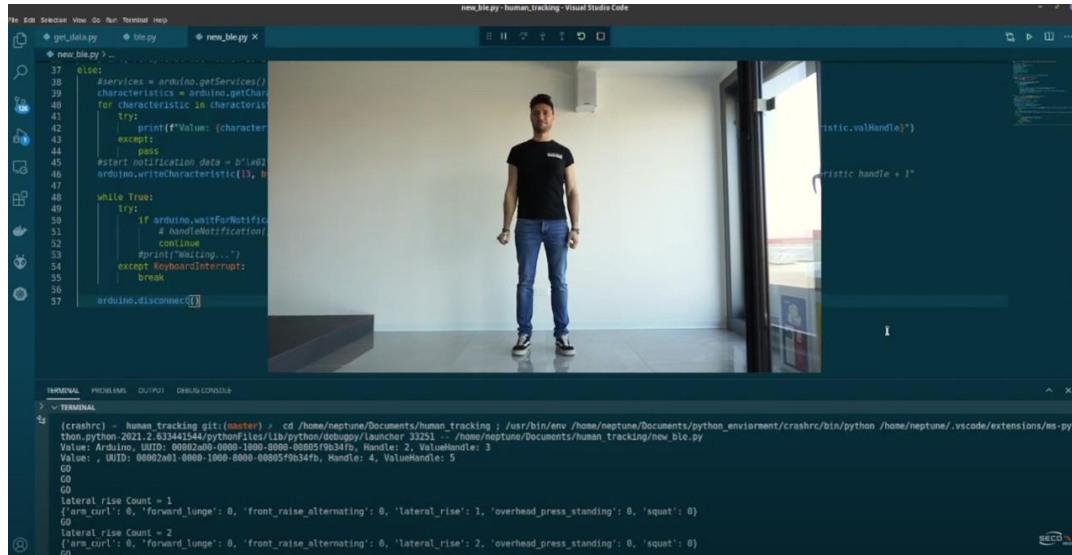 new_ble.py - human_tracking - Visual Studio Code
File Edit Selection View Go Run Terminal Help
get_data.py ble.py new_ble.py ×
new_ble.py > ...
37 else:
38 #services = arduino.getServices()
39 characteristics = arduino.getChara
40 for characteristic in characterist
41 try:
42 print(f"Value: {character ristic.valHandle}")
43 except:
44 pass
45 #start notification data = b'\x01
46 arduino.writeCharacteristic(13, b ristic handle + 1"
47
48 while True:
49 try:
50 if arduino.waitForNotific
51 # handleNotification(
52 continue
53 #print("Waiting...")
54 except KeyboardInterrupt:
55 break
56
57 arduino.disconnect()
TERMINAL PROBLEMS OUTPUT DEBUG CONSOLE
TERMINAL
(crashrc) - human_tracking git:(master) cd /home/neptune/Documents/human_tracking ; /usr/bin/env /home/neptune/Documents/python_enviorment/crashrc/bin/python /home/neptune/.vscode/extensions/ms-py
thon.python-2021.2.633441544/pythonFiles/lib/python/debugpy/launcher 33251 -- /home/neptune/Documents/human_tracking/new_ble.py
Value: Arduino, UUID: 00002a00-0000-1000-8000-00805f9b34fb, Handle: 2, ValueHandle: 3
Value: , UUID: 00002a01-0000-1000-8000-00805f9b34fb, Handle: 4, ValueHandle: 5
GO
GO
GO
lateral_rise Count = 1
{'arm_curl': 0, 'forward_lunge': 0, 'front_raise_alternating': 0, 'lateral_rise': 1, 'overhead_press_standing': 0, 'squat': 0}
GO
lateral_rise Count = 2
{'arm_curl': 0, 'forward_lunge': 0, 'front_raise_alternating': 0, 'lateral_rise': 2, 'overhead_press_standing': 0, 'squat': 0}
GO
SECO